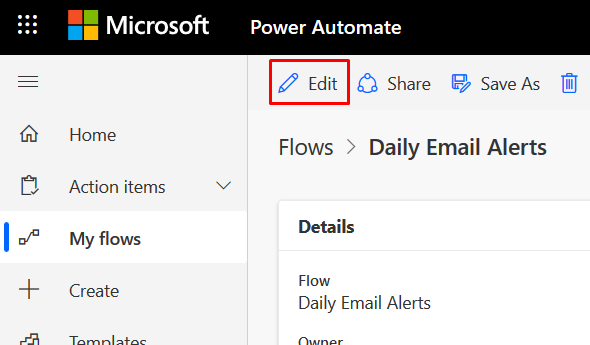 Microsoft Power Automate
Edit Share Save As
Home
Action items
My flows
Create
Templates
Flows > Daily Email Alerts
Details
Flow
Daily Email Alerts
Owner